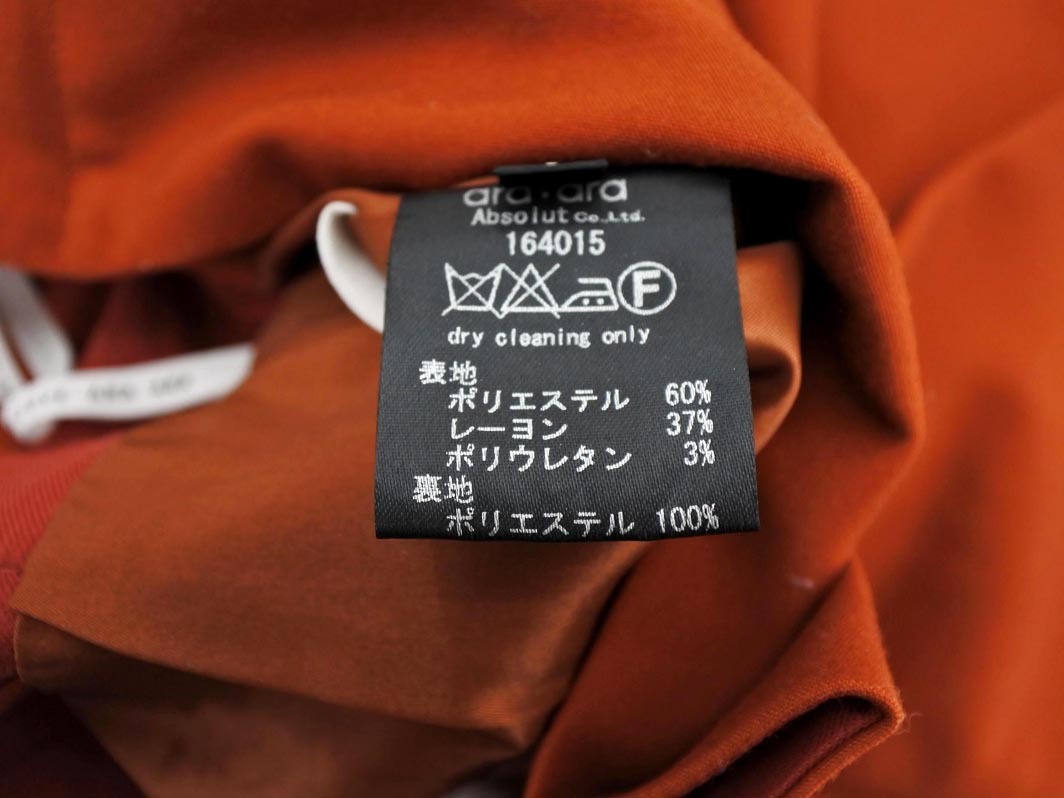 ara・ara
Absolut Co.,Ltd.
164015
F
dry cleaning only
表地
ポリエステル 60%
レーヨン 37%
ポリウレタン 3%
裏地
ポリエステル 100%